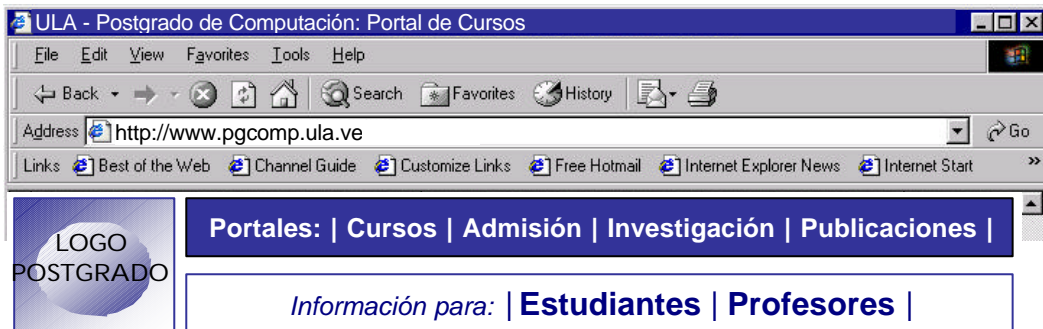 ULA - Postgrado de Computación: Portal de Cursos
File Edit View Favorites Tools Help
Back Search Favorites History
Address http://www.pgcomp.ula.ve Go
Links Best of the Web Channel Guide Customize Links Free Hotmail Internet Explorer News Internet Start »
LOGO
POSTGRADO
Portales: | Cursos | Admisión | Investigación | Publicaciones |
Información para: | Estudiantes | Profesores |